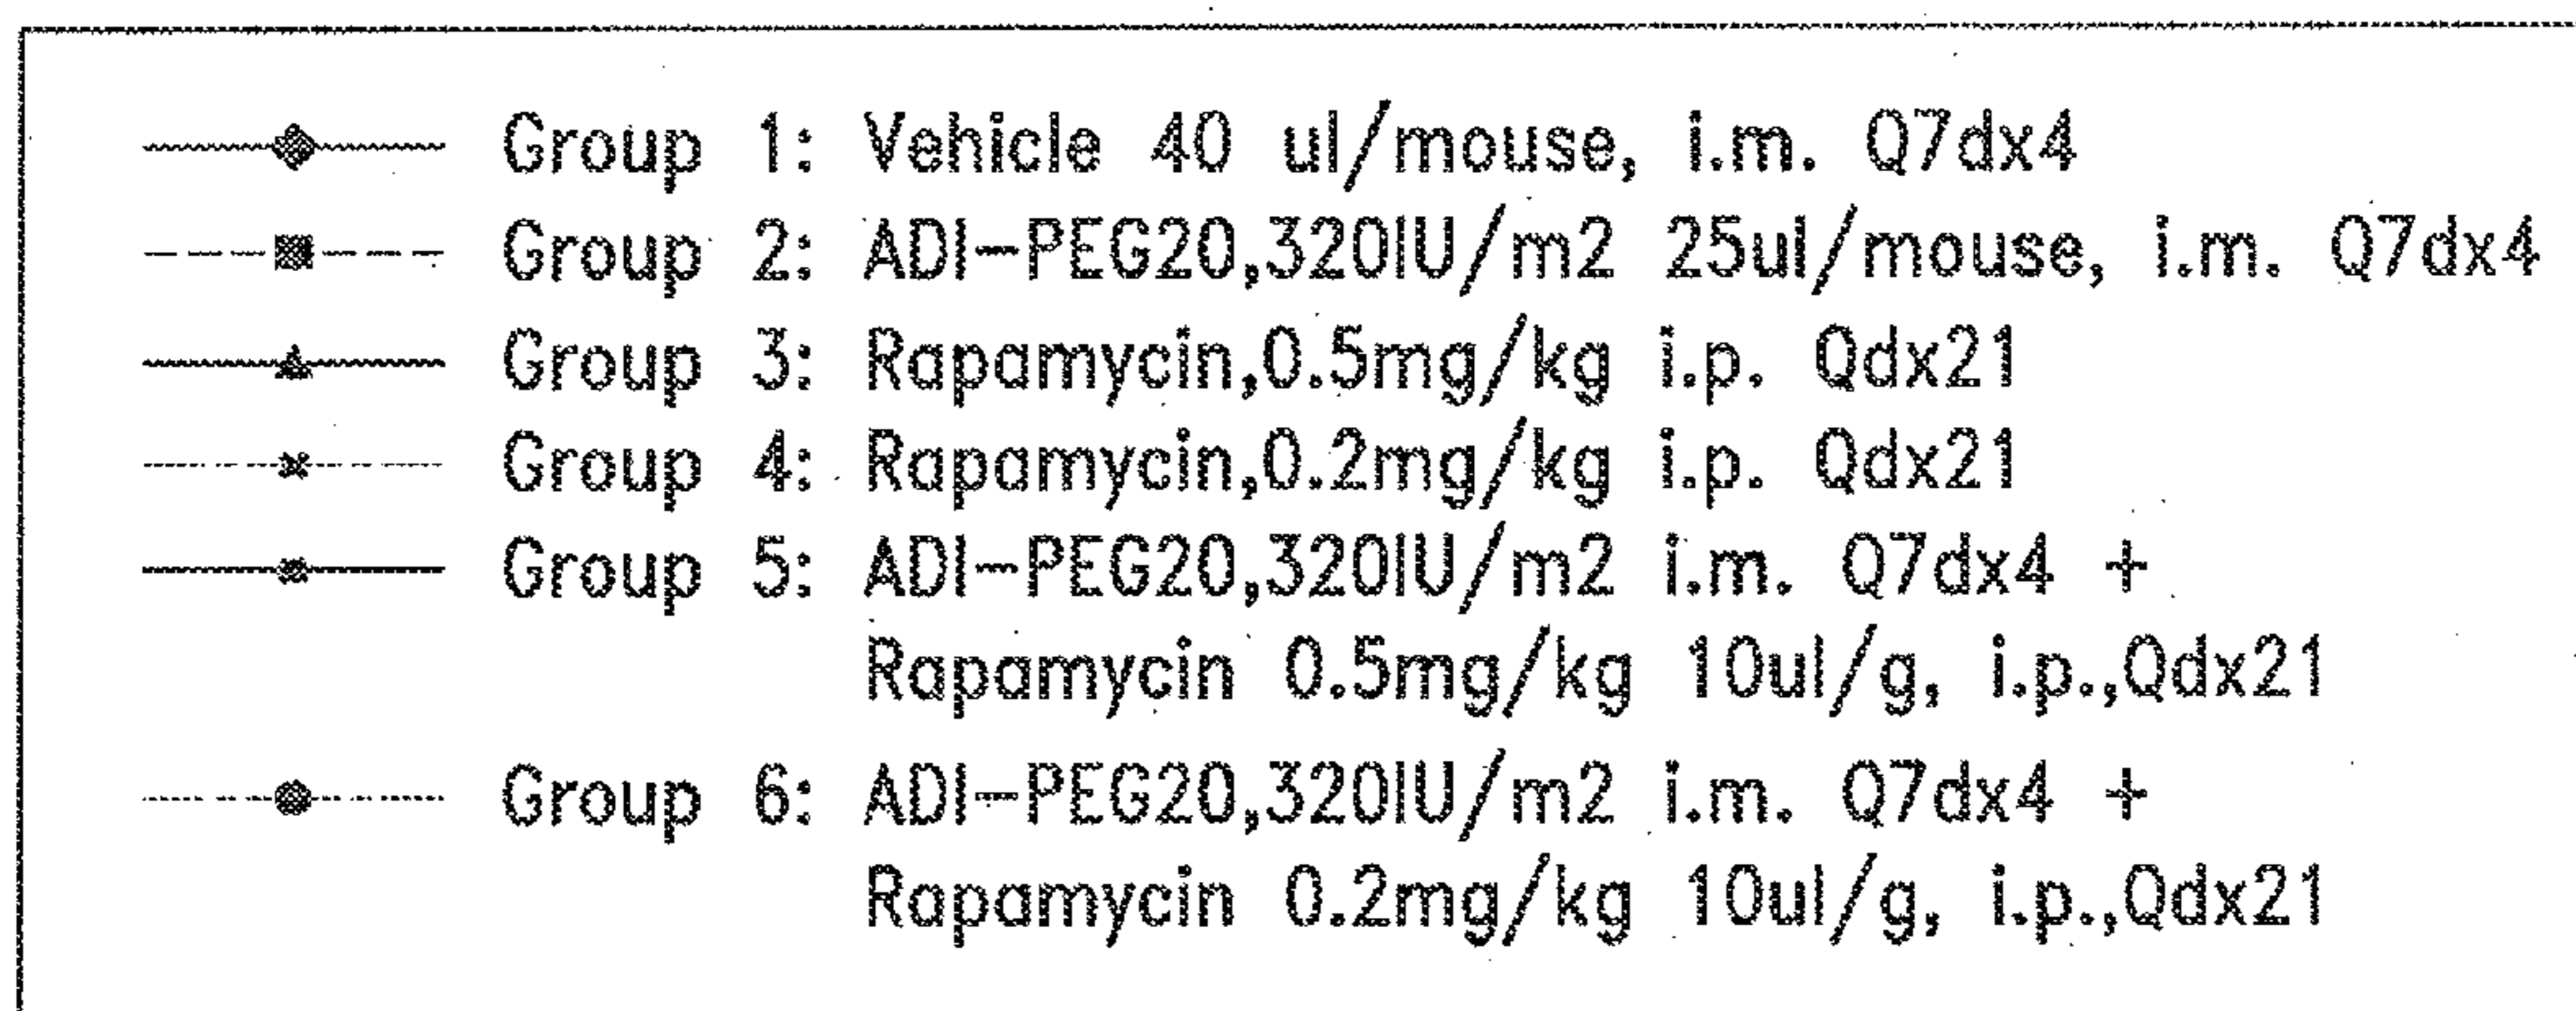 Group 1: Vehicle 40 ul/mouse, i.m. Q7dx4
Group 2: ADI-PEG20,320IU/m2 25ul/mouse, i.m. Q7dx4
Group 3: Rapamycin,0.5mg/kg i.p. Qdx21
Group 4: Rapamycin,0.2mg/kg i.p. Qdx21
Group 5: ADI-PEG20,320IU/m2 i.m. Q7dx4 +
Rapamycin 0.5mg/kg 10ul/g, i.p.,Qdx21
Group 6: ADI-PEG20,320IU/m2 i.m. Q7dx4 +
Rapamycin 0.2mg/kg 10ul/g, i.p.,Qdx21